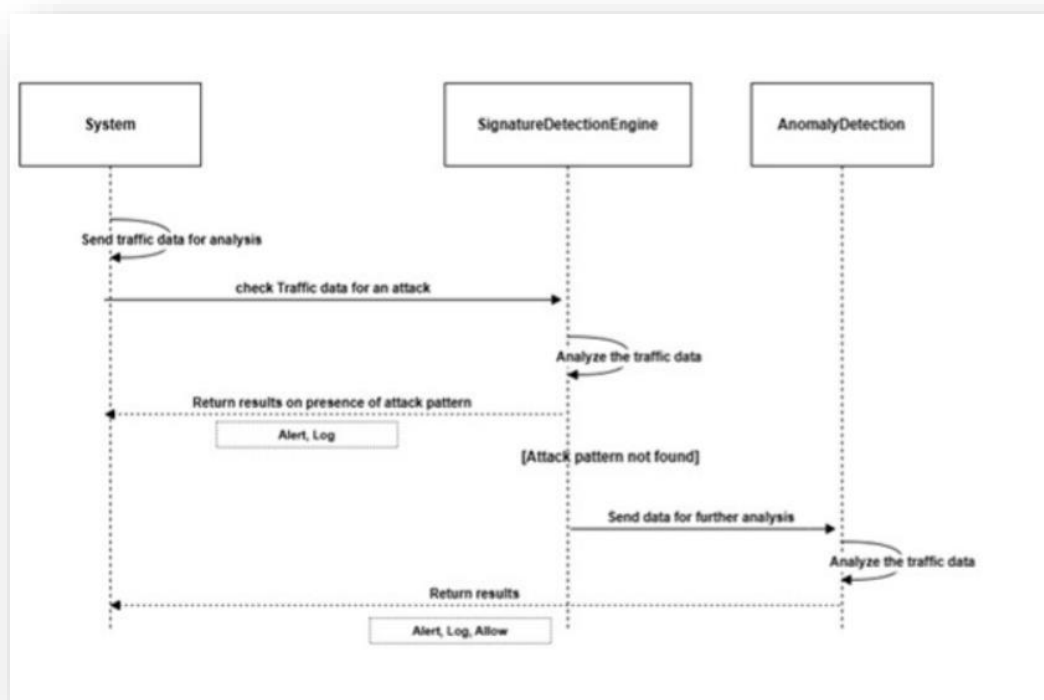 System
SignatureDetectionEngine
AnomalyDetection
Send traffic data for analysis
check Traffic data for an attack
Analyze the traffic data
Return results on presence of attack pattern
Alert, Log
[Attack pattern not found]
Send data for further analysis
Analyze the traffic data
Return results
Alert, Log, Allow